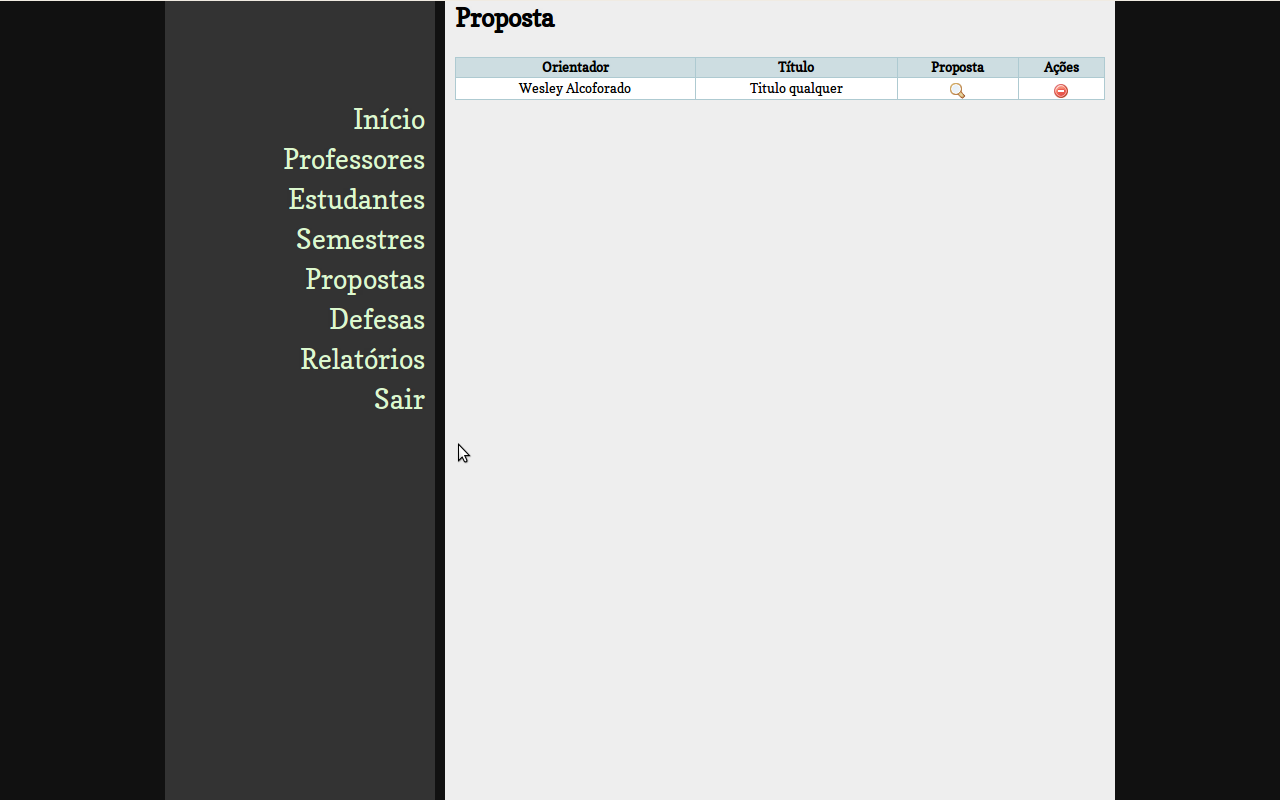 Proposta
Orientador Título Proposta Ações
Wesley Alcoforado Titulo qualquer
Início
Professores
Estudantes
Semestres
Propostas
Defesas
Relatórios
Sair